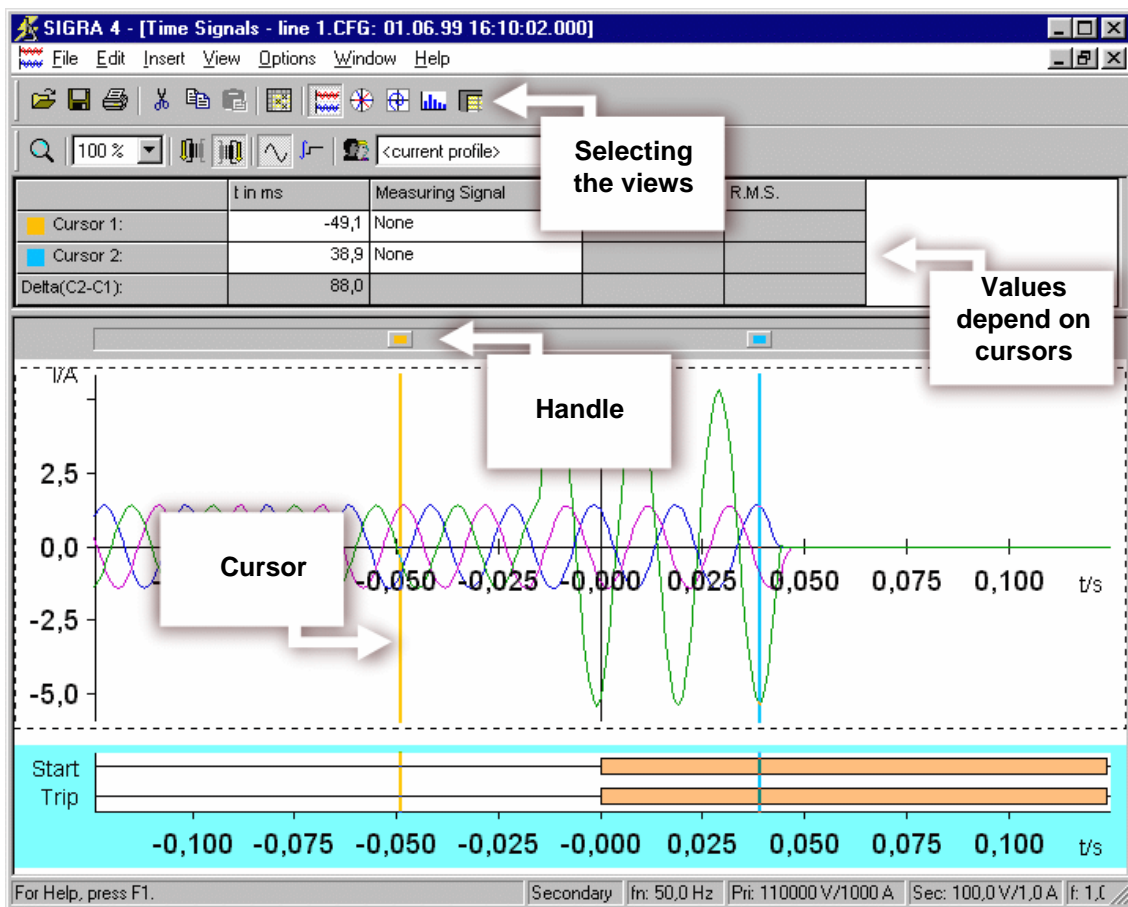 SIGRA 4 - [Time Signals - line 1.CFG: 01.06.99 16:10:02.000]
File Edit Insert View Options Window Help
Selecting
the views
100 % <current profile>
t in ms Measuring Signal R.M.S.
Cursor 1: -49,1 None
Cursor 2: 38,9 None
Delta(C2-C1): 88,0
Values
depend on
cursors
Handle
I/A
2,5
0,0
-2,5
-5,0
Cursor
-0,050 -0,025 -0,000 0,025 0,050 0,075 0,100 t/s
Start
Trip
-0,100 -0,075 -0,050 -0,025 -0,000 0,025 0,050 0,075 0,100 t/s
For Help, press F1. Secondary fn: 50,0 Hz Pri: 110000 V/1000 A Sec: 100,0 V/1,0 A f: 1,